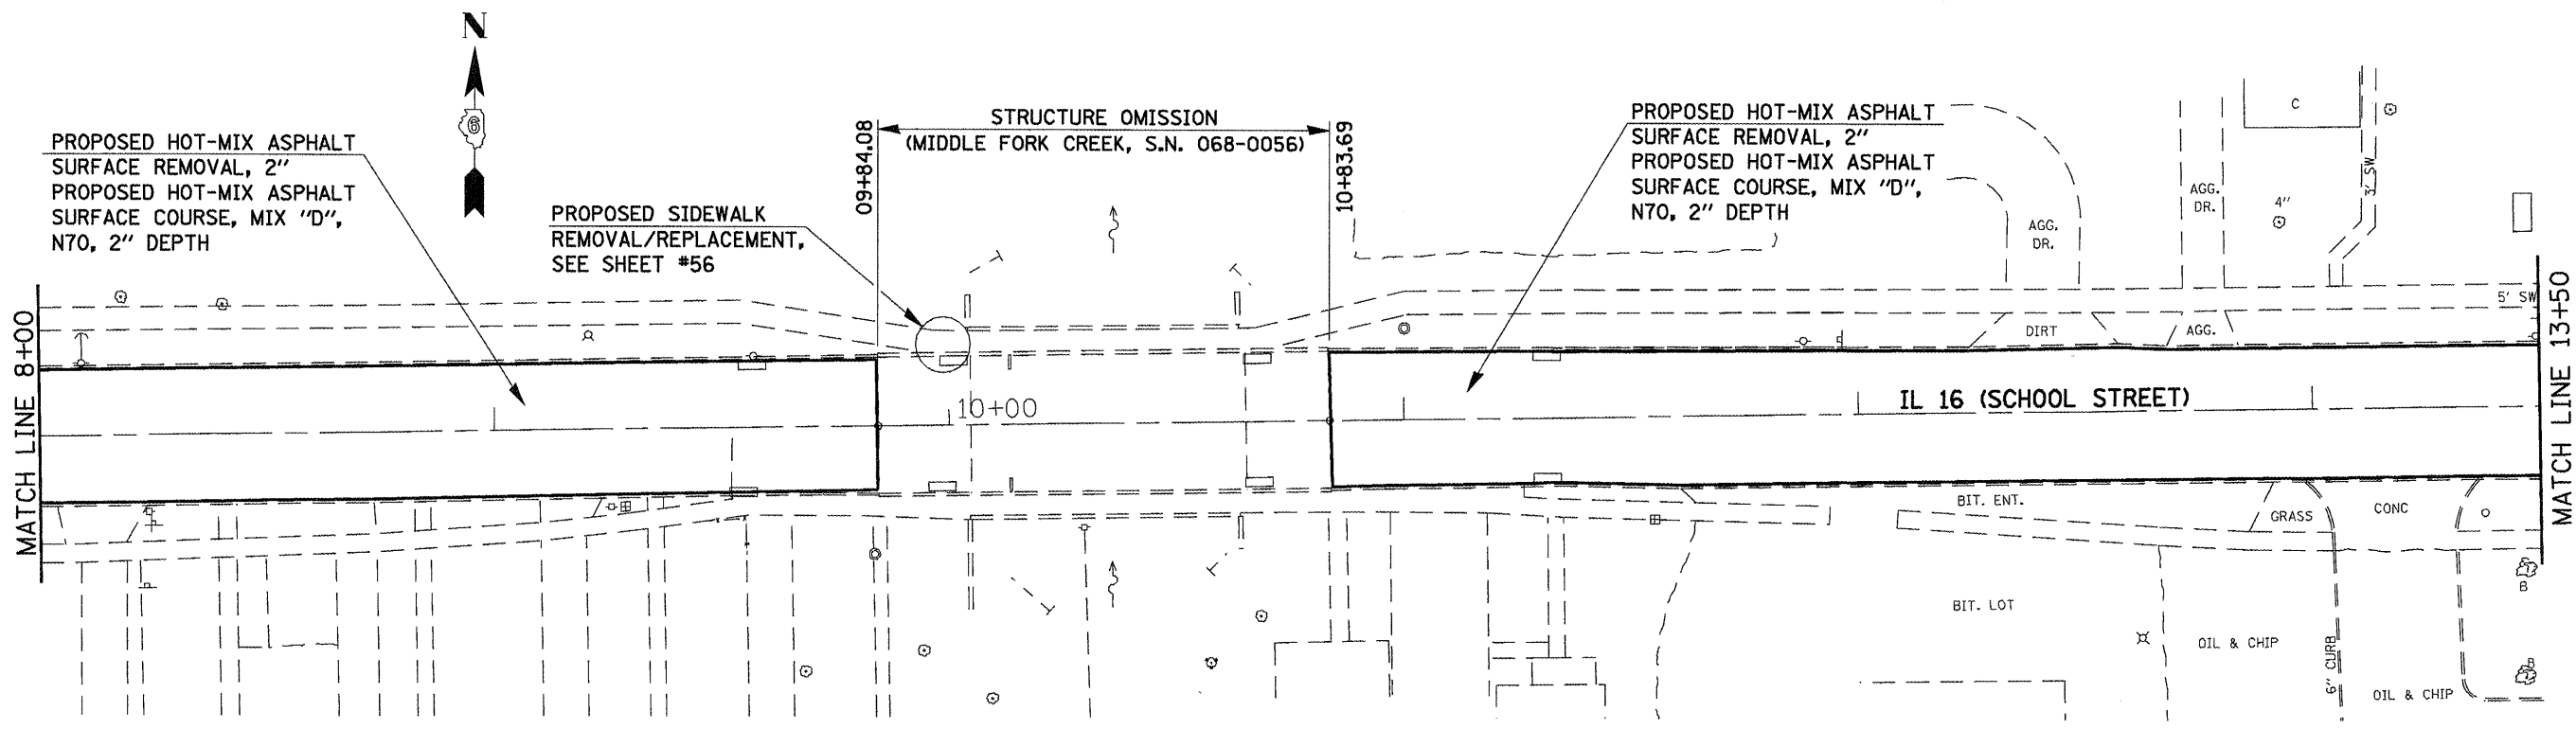 N
6
PROPOSED HOT-MIX ASPHALT
SURFACE REMOVAL, 2"
PROPOSED HOT-MIX ASPHALT
SURFACE COURSE, MIX "D",
N70, 2" DEPTH
PROPOSED SIDEWALK
REMOVAL/REPLACEMENT,
SEE SHEET #56
09+84.08
STRUCTURE OMISSION
(MIDDLE FORK CREEK, S.N. 068-0056)
10+83.69
PROPOSED HOT-MIX ASPHALT
SURFACE REMOVAL, 2"
PROPOSED HOT-MIX ASPHALT
SURFACE COURSE, MIX "D",
N70, 2" DEPTH
AGG.
DR.
AGG.
DR.
C
4"
3' SW
5' SW
DIRT
AGG.
MATCH LINE 8+00
10+00
IL 16 (SCHOOL STREET)
MATCH LINE 13+50
BIT. ENT.
GRASS
CONC
BIT. LOT
OIL & CHIP
6" CURB
OIL & CHIP
B
B